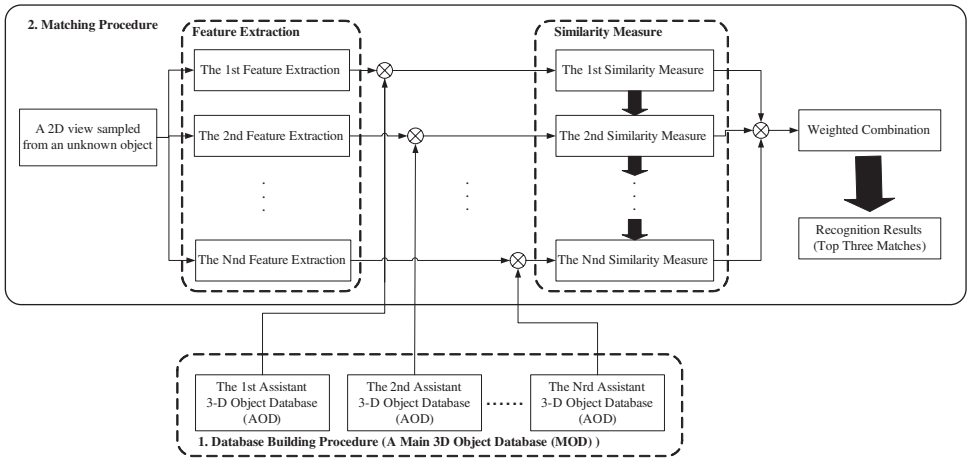 2. Matching Procedure
Feature Extraction
Similarity Measure
The 1st Feature Extraction
The 1st Similarity Measure
A 2D view sampled
from an unknown object
The 2nd Feature Extraction
The 2nd Similarity Measure
Weighted Combination
The Nnd Feature Extraction
The Nnd Similarity Measure
Recognition Results
(Top Three Matches)
The 1st Assistant
3-D Object Database
(AOD)
The 2nd Assistant
3-D Object Database
(AOD)
......
The Nrd Assistant
3-D Object Database
(AOD)
1. Database Building Procedure (A Main 3D Object Database (MOD) )